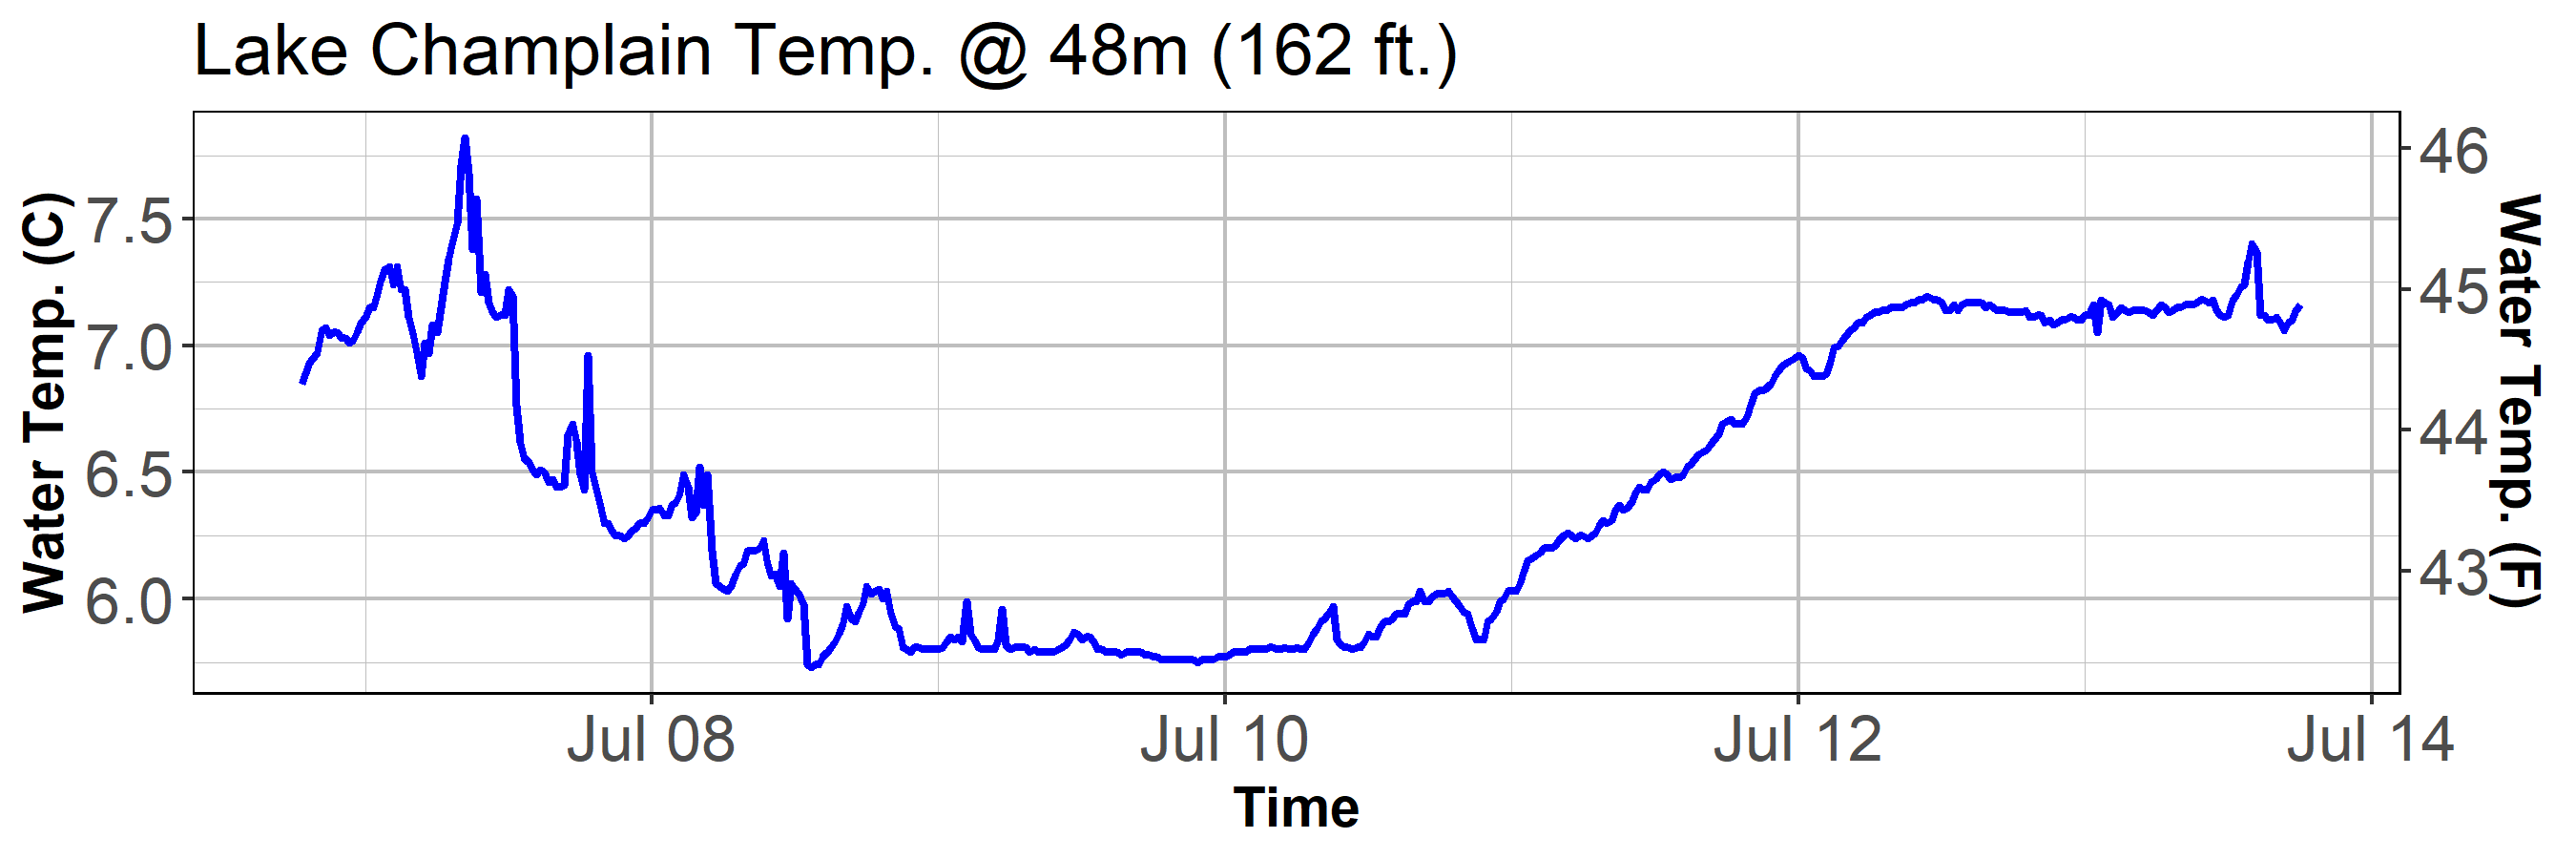 Lake Champlain Temp. @ 48m (162 ft.)
Water Temp. (C)
7.5
7.0
6.5
6.0
46
45
44
43
Water Temp. (F)
Jul 08
Jul 10
Jul 12
Jul 14
Time